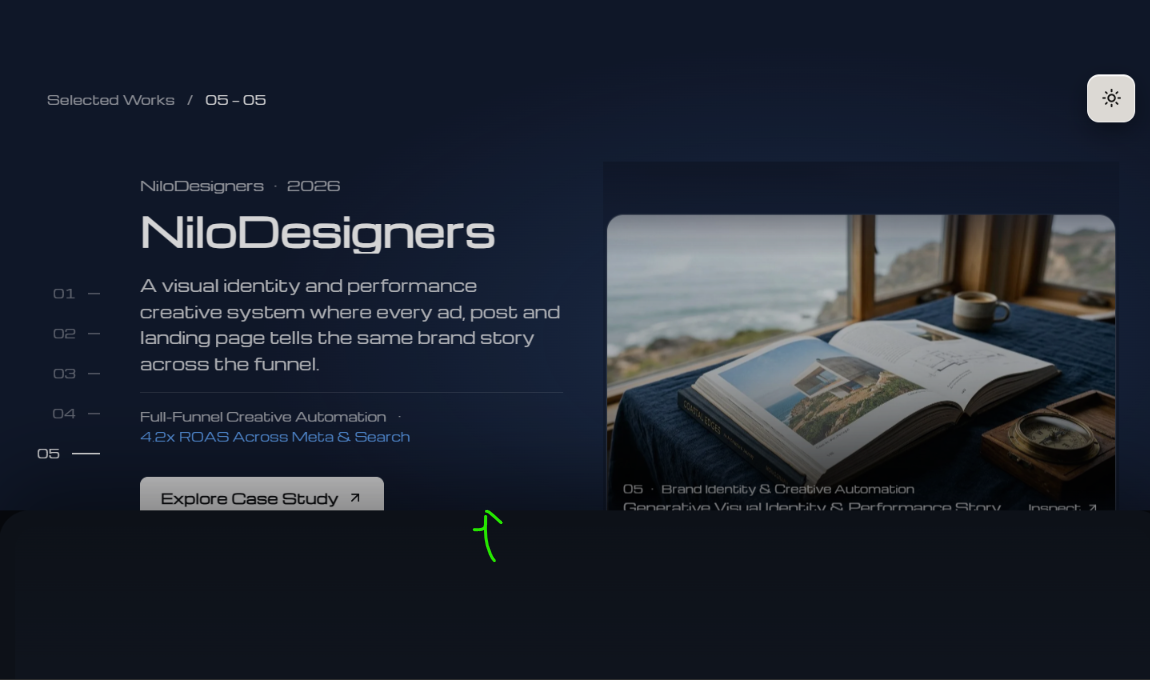 Selected Works / 05 – 05
NiloDesigners · 2026
NiloDesigners
A visual identity and performance
creative system where every ad, post and
landing page tells the same brand story
across the funnel.
01
02
03
04
05
Full-Funnel Creative Automation ·
4.2x ROAS Across Meta & Search
Explore Case Study
05 · Brand Identity & Creative Automation
Generative Visual Identity & Performance Story
Inspect